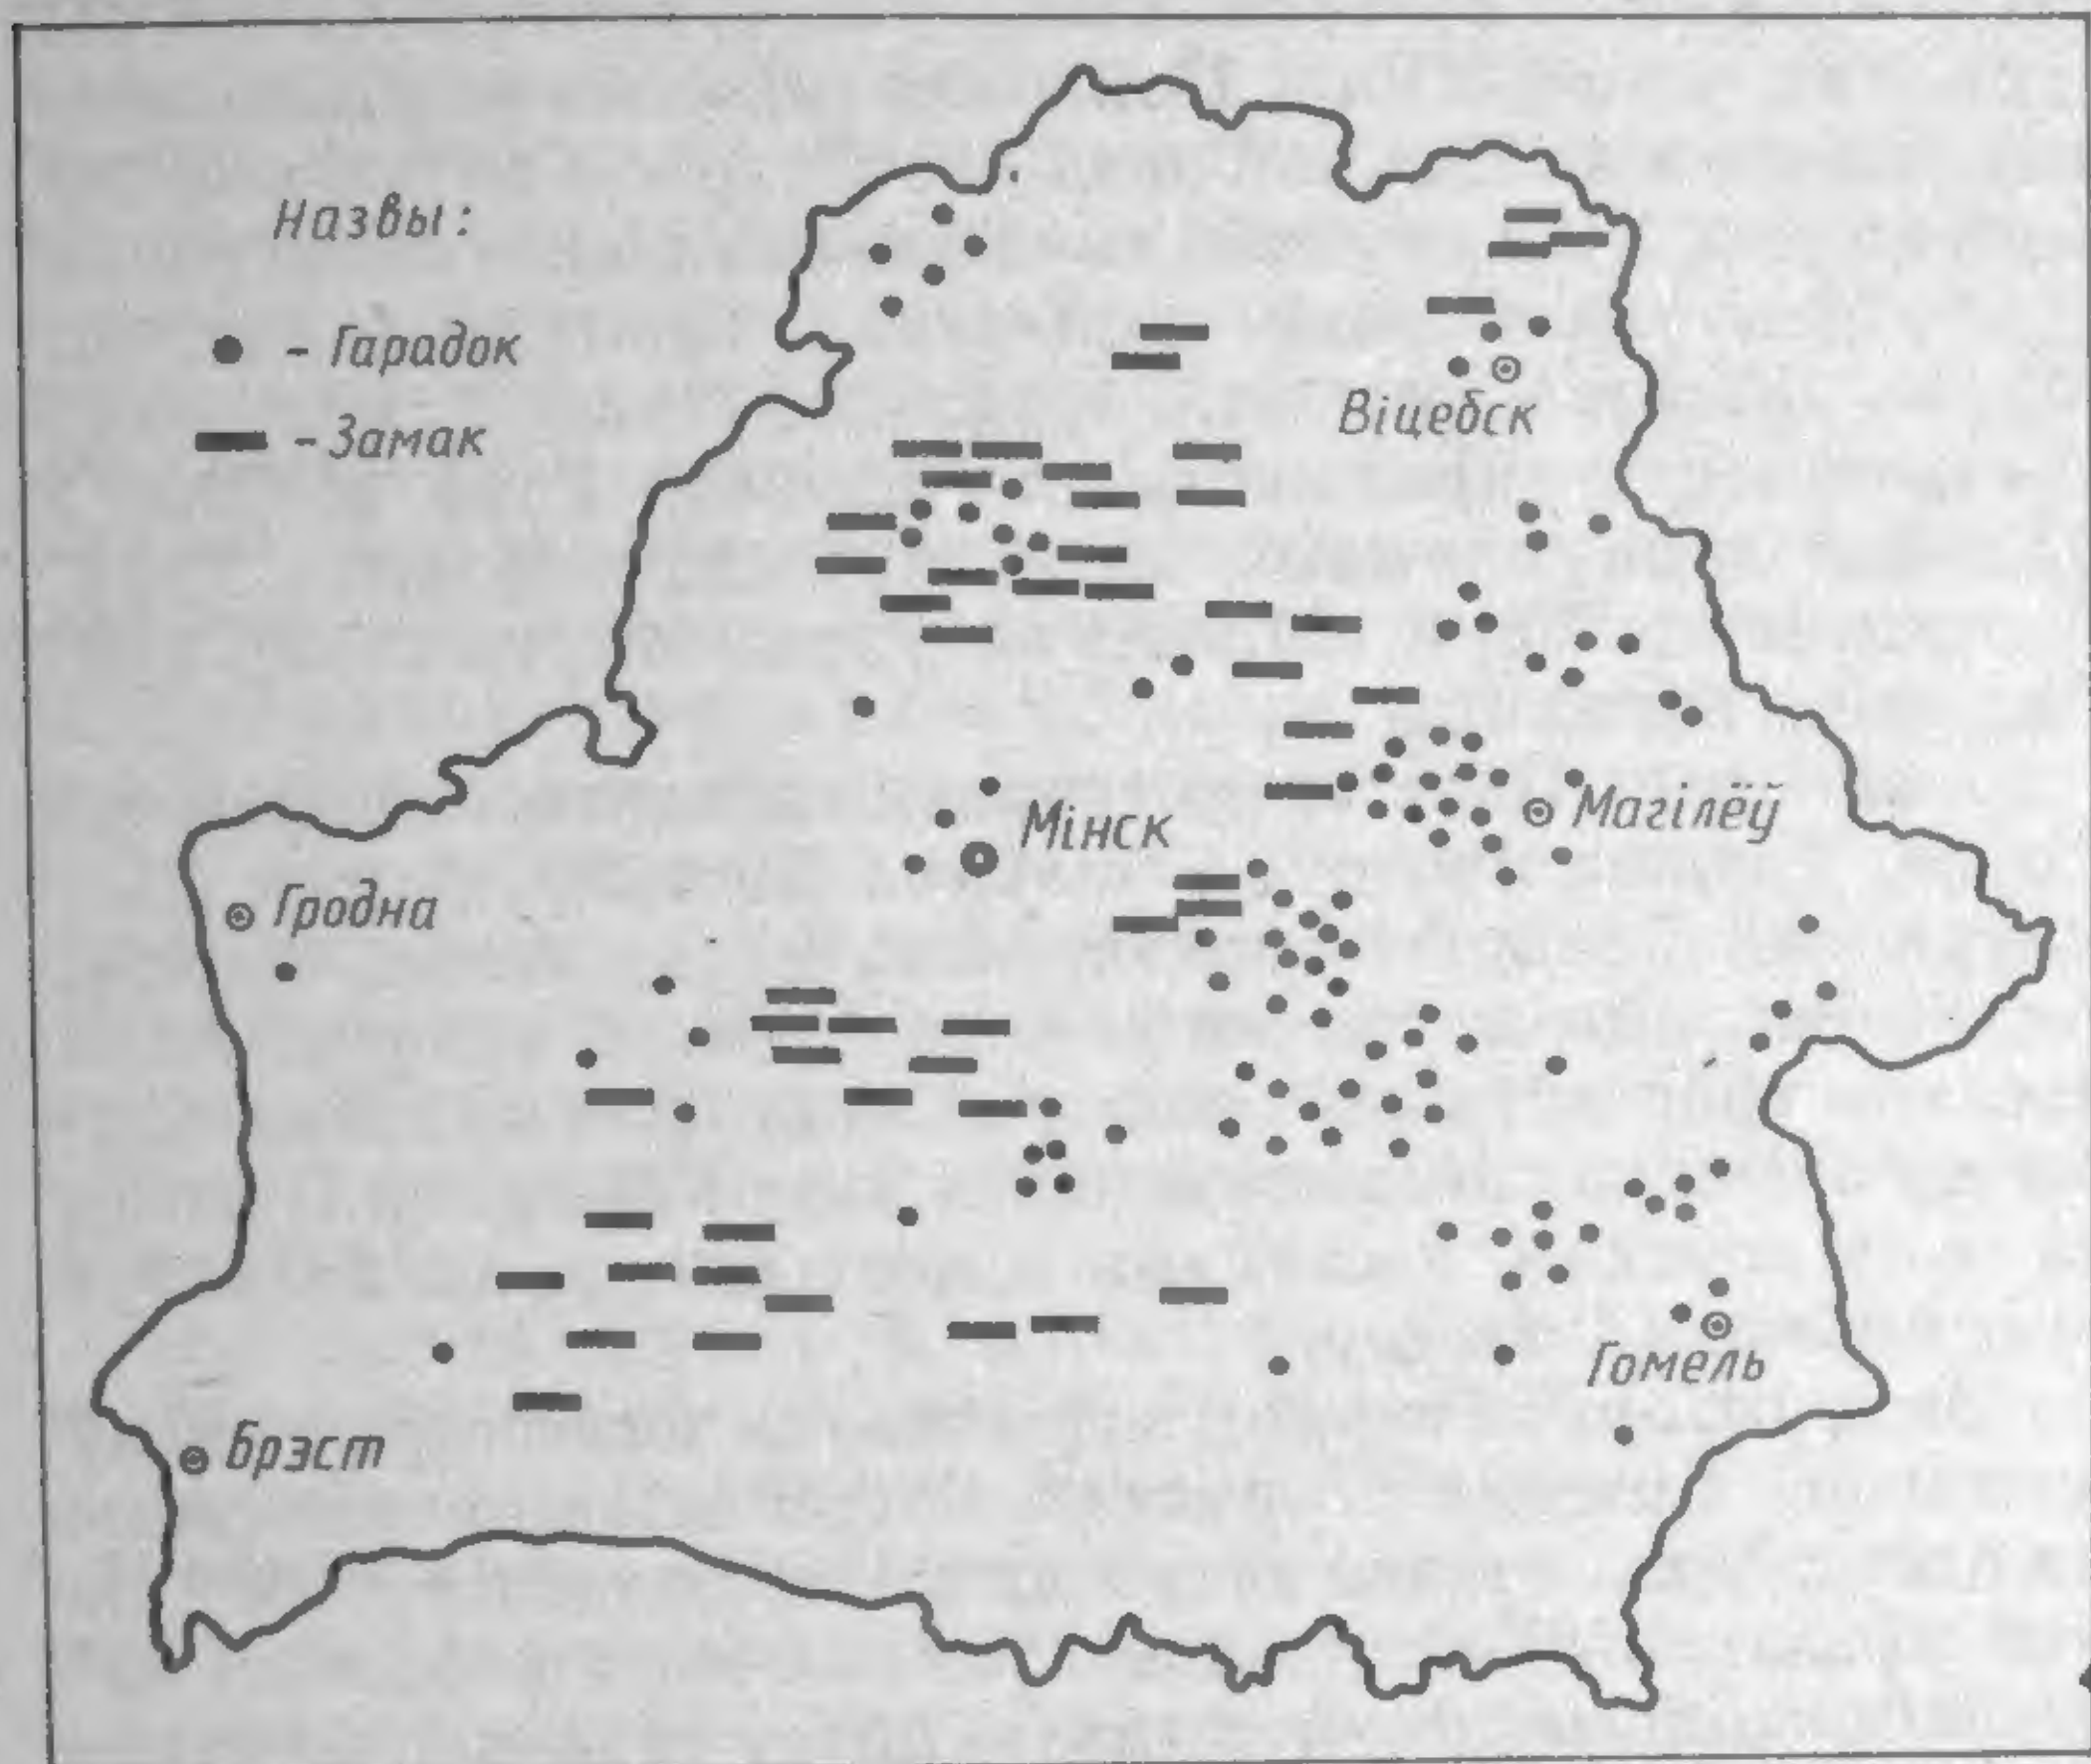 Назвы:
- Гарадок
- Замак
Віцебск
Мінск
Магілёў
Гродна
Гомель
Брэст